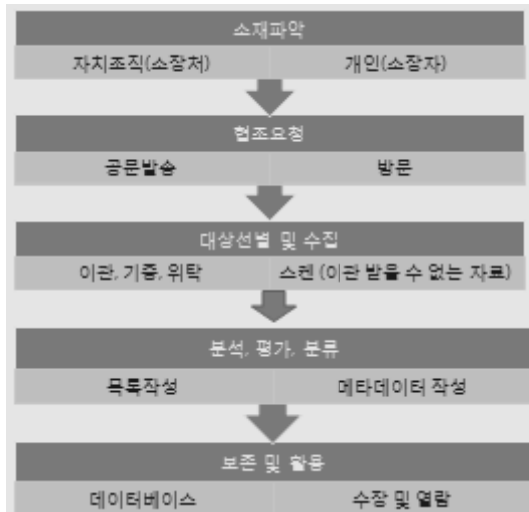 소재파악
자치조직(소장처) 개인(소장자)
협조요청
공문발송 방문
대상선별 및 수집
이관, 기증, 위탁 스켄 (이관 받을 수 없는 자료)
분석, 평가, 분류
목록작성 메타데이터 작성
보존 및 활용
데이터베이스 수장 및 열람